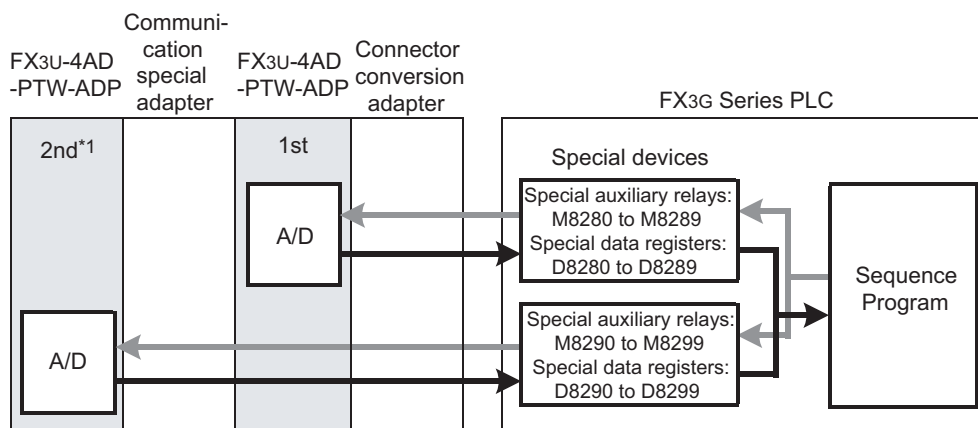 FX3U-4AD
-PTW-ADP
Communi-
cation
special
adapter
FX3U-4AD
-PTW-ADP
Connector
conversion
adapter
FX3G Series PLC
2nd*1
1st
Special devices
A/D
Special auxiliary relays:
M8280 to M8289
Special data registers:
D8280 to D8289
Sequence
Program
A/D
Special auxiliary relays:
M8290 to M8299
Special data registers:
D8290 to D8299